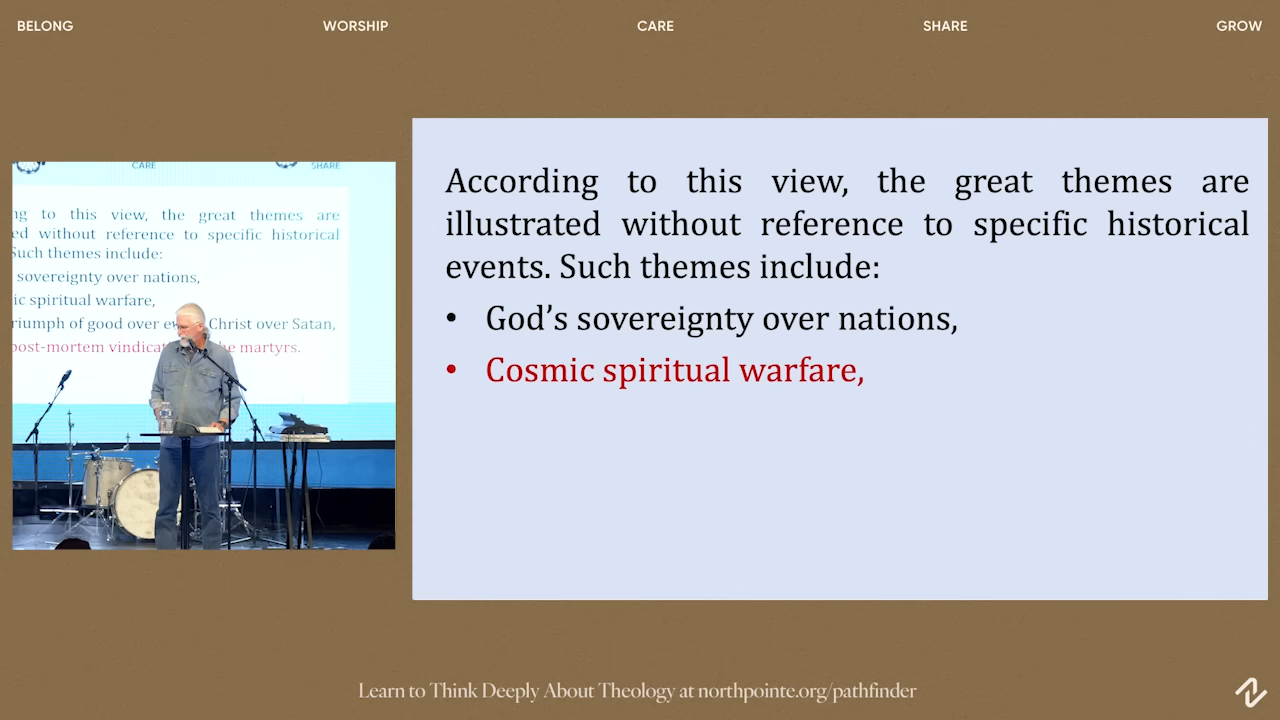 BELONG WORSHIP CARE SHARE GROW
CARE SHARE
to this view, the great themes are
without reference to specific historical
Such themes include:
sovereignty over nations,
spiritual warfare,
of good over Christ over Satan,
post-mortem martyrs.
According to this view, the great themes are
illustrated without reference to specific historical
events. Such themes include:
• God’s sovereignty over nations,
• Cosmic spiritual warfare,
Learn to Think Deeply About Theology at northpointe.org/pathfinder